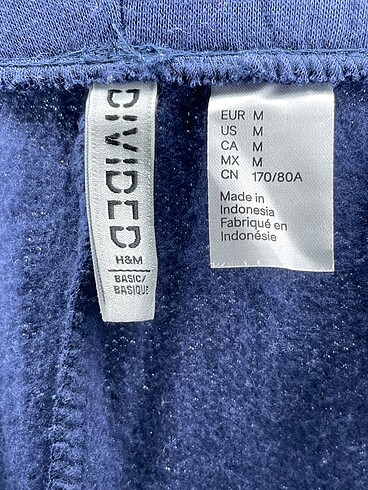 DIVIDED
H&M
BASIC/
BASIQUE
EUR M
US M
CA M
MX M
CN 170/80A
Made in
Indonesia
Fabriqué en
Indonésie